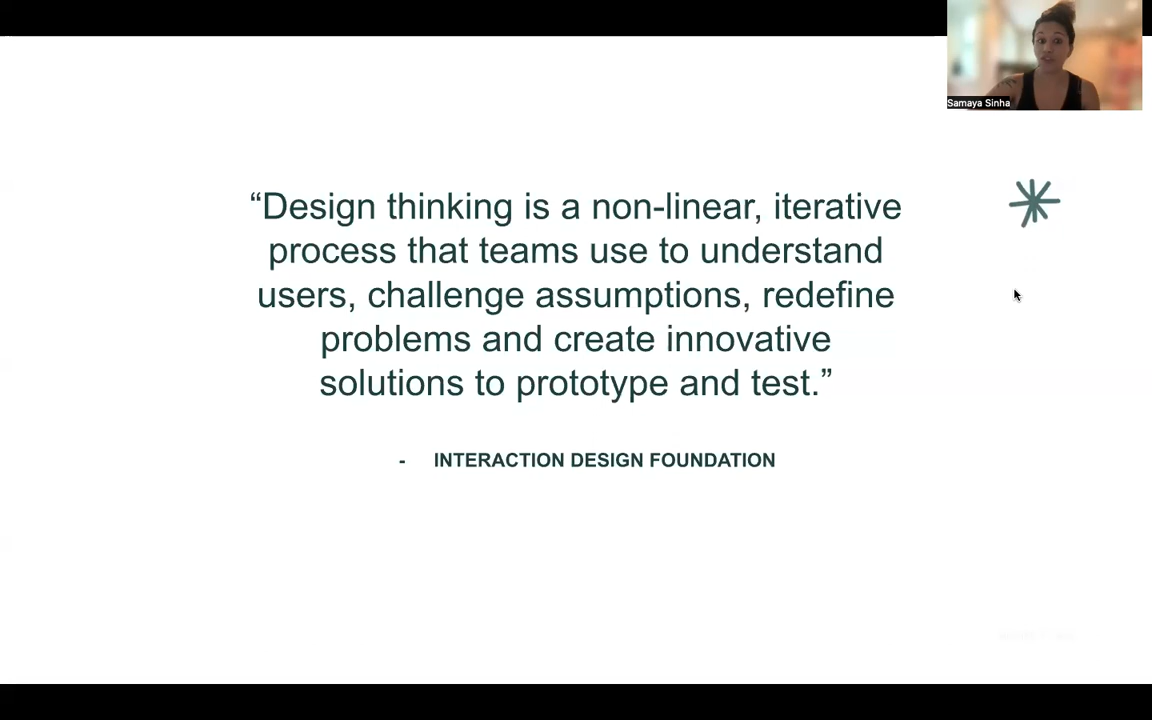 Samaya Sinha
“Design thinking is a non-linear, iterative
process that teams use to understand
users, challenge assumptions, redefine
problems and create innovative
solutions to prototype and test.”
- INTERACTION DESIGN FOUNDATION